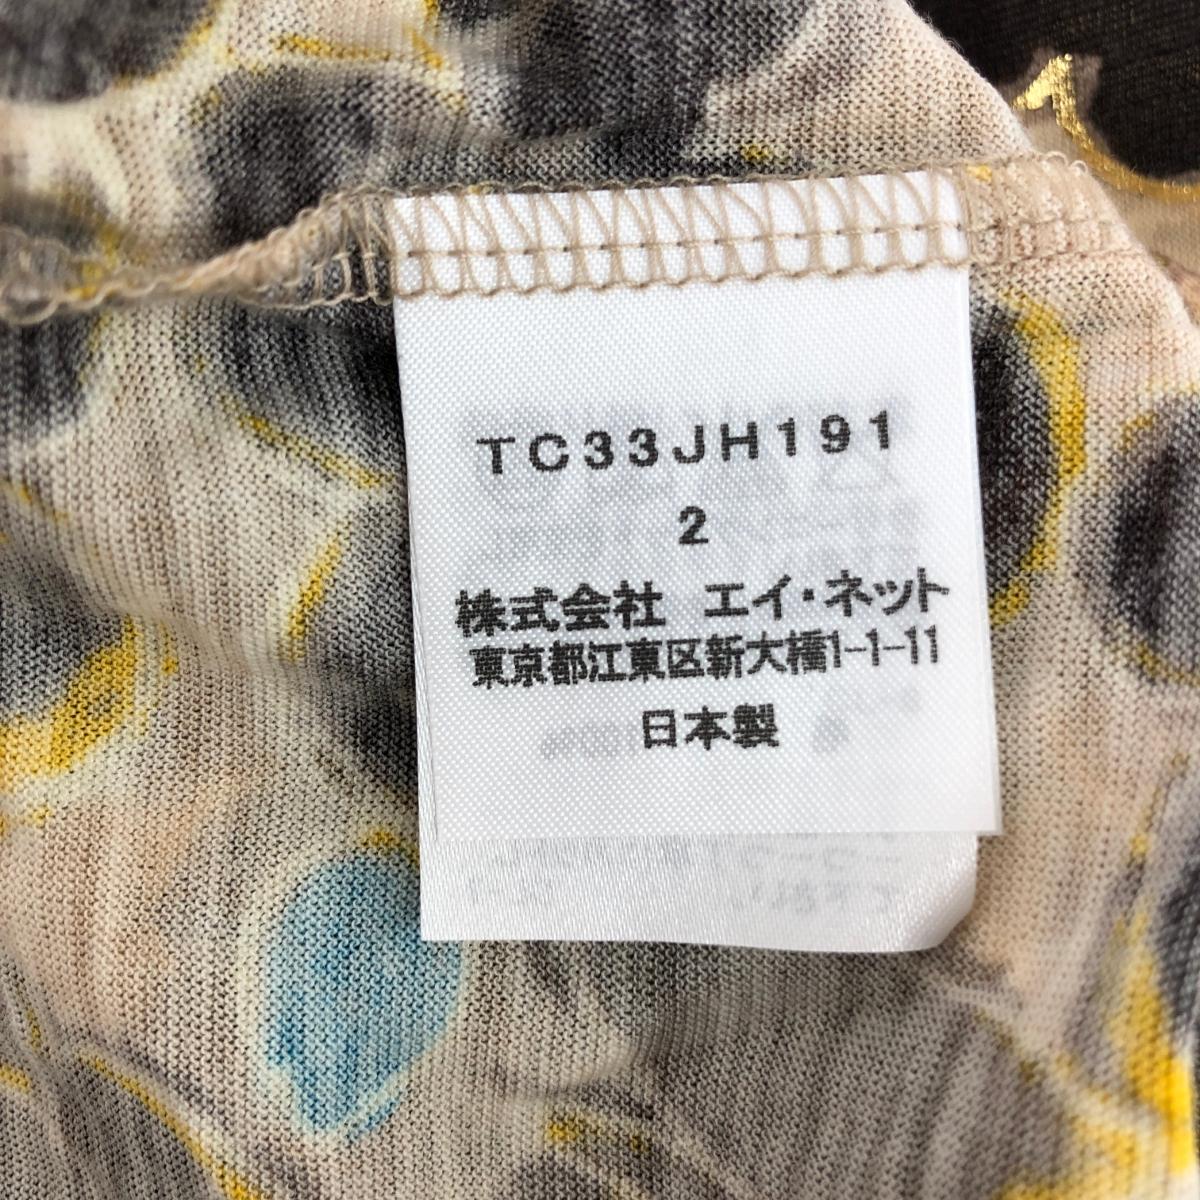 TC33JH191
2
株式会社 エイ・ネット
東京都江東区新大橋1-1-11
日本製